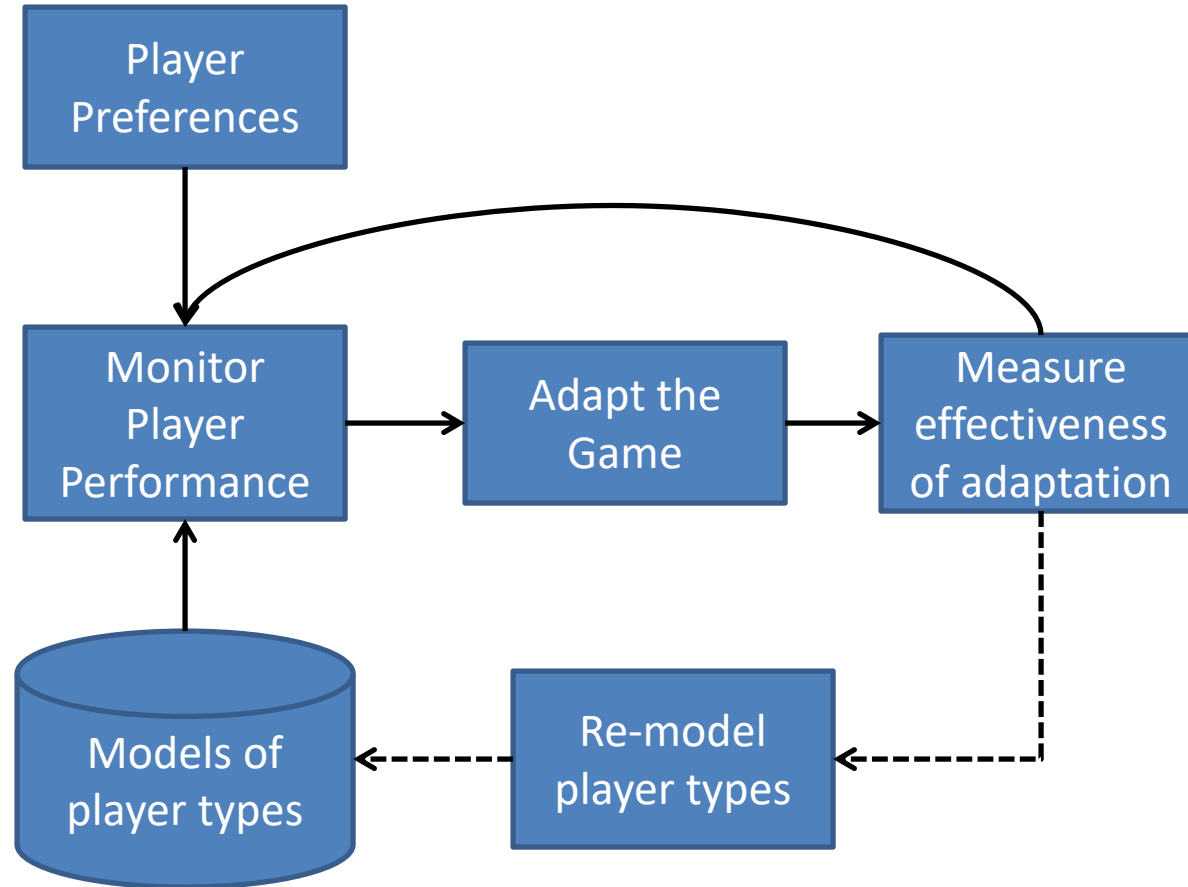 Player
Preferences
Monitor
Player
Performance
Adapt the
Game
Measure
effectiveness
of adaptation
Models of
player types
Re-model
player types